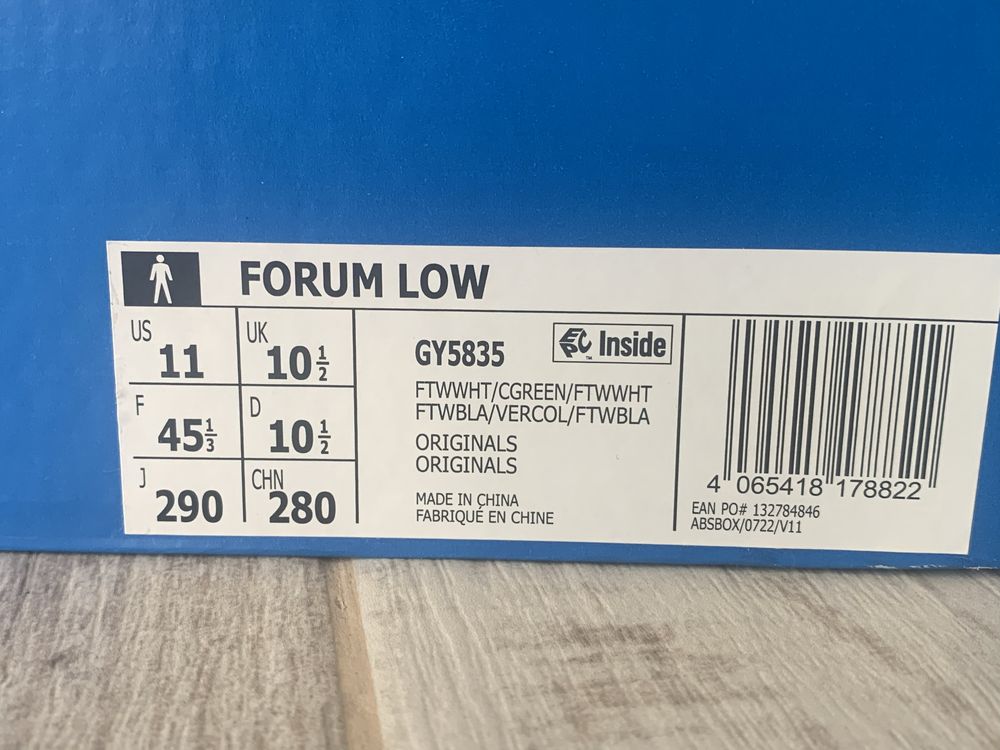 FORUM LOW
US
11
UK
10 1/2
F
45 1/3
D
10 1/2
J
290
CHN
280
GY5835
EPC Inside
™
FTWWHT/CGREEN/FTWWHT
FTWBLA/VERCOL/FTWBLA
ORIGINALS
ORIGINALS
MADE IN CHINA
FABRIQUÉ EN CHINE
4 065418 178822
EAN PO# 132784846
ABSBOX/0722/V11